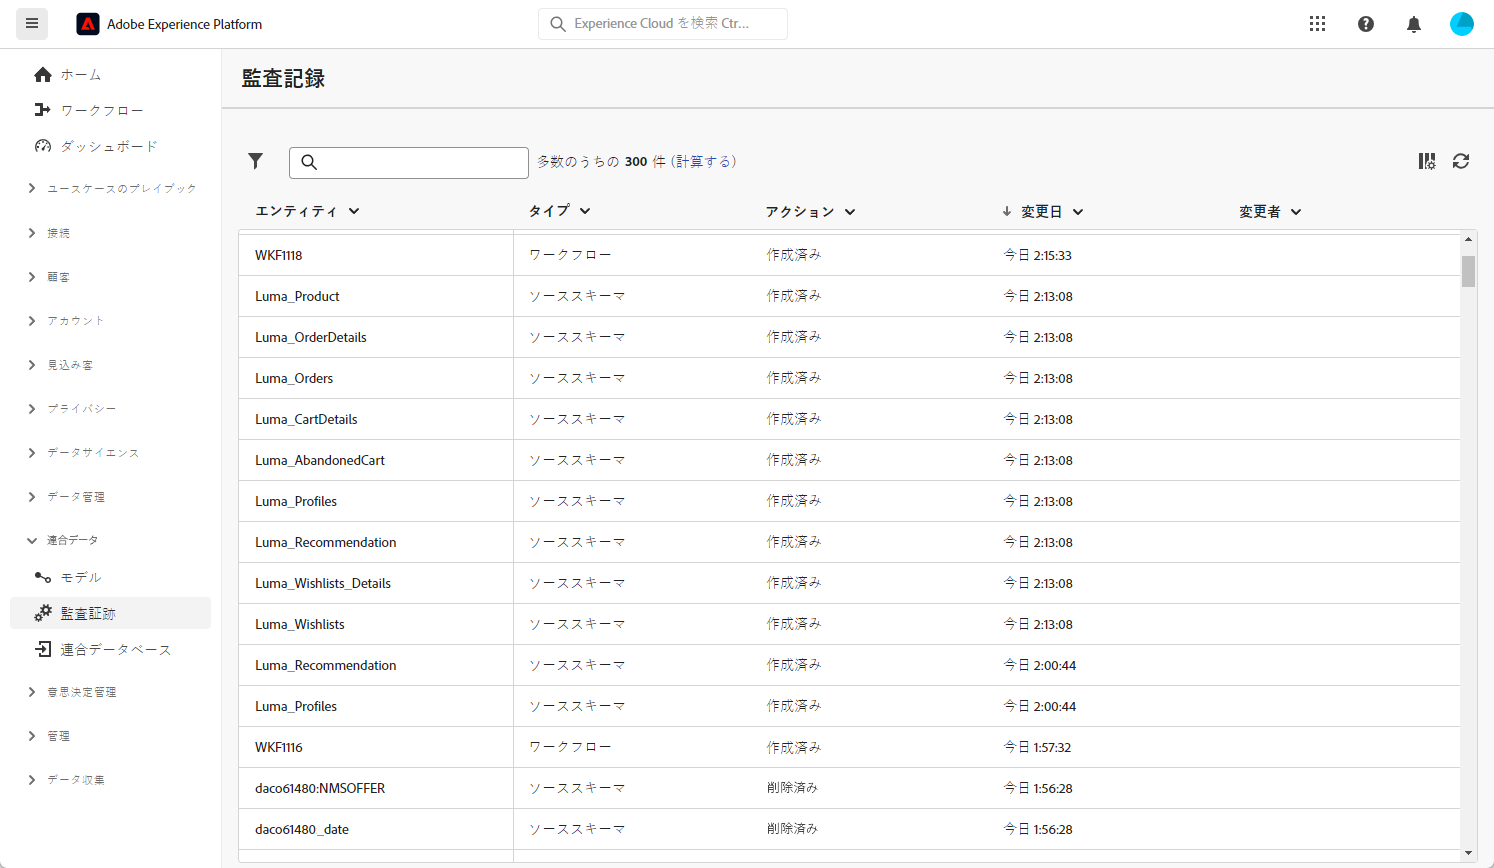 Adobe Experience Platform
Experience Cloud を検索 Ctr...
ホーム
ワークフロー
ダッシュボード
ユースケースのプレイブック
接続
顧客
アカウント
見込み客
プライバシー
データサイエンス
データ管理
連合データ
モデル
監査証跡
連合データベース
意思決定管理
管理
データ収集
監査記録
多数のうちの 300 件 (計算する)
エンティティ タイプ アクション 変更日 変更者
WKF1118 ワークフロー 作成済み 今日 2:15:33
Luma_Product ソーススキーマ 作成済み 今日 2:13:08
Luma_OrderDetails ソーススキーマ 作成済み 今日 2:13:08
Luma_Orders ソーススキーマ 作成済み 今日 2:13:08
Luma_CartDetails ソーススキーマ 作成済み 今日 2:13:08
Luma_AbandonedCart ソーススキーマ 作成済み 今日 2:13:08
Luma_Profiles ソーススキーマ 作成済み 今日 2:13:08
Luma_Recommendation ソーススキーマ 作成済み 今日 2:13:08
Luma_Wishlists_Details ソーススキーマ 作成済み 今日 2:13:08
Luma_Wishlists ソーススキーマ 作成済み 今日 2:13:08
Luma_Recommendation ソーススキーマ 作成済み 今日 2:00:44
Luma_Profiles ソーススキーマ 作成済み 今日 2:00:44
WKF1116 ワークフロー 作成済み 今日 1:57:32
daco61480:NMSOFFER ソーススキーマ 削除済み 今日 1:56:28
daco61480_date ソーススキーマ 削除済み 今日 1:56:28